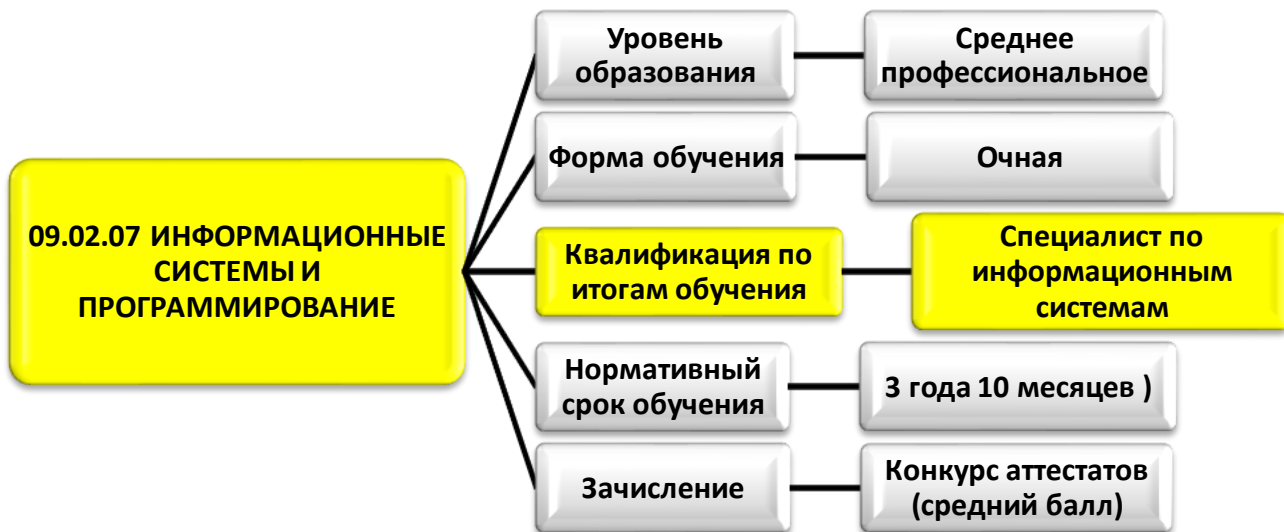 Уровень
образования
Среднее
профессиональное
Форма обучения
Очная
09.02.07 ИНФОРМАЦИОННЫЕ
СИСТЕМЫ И
ПРОГРАММИРОВАНИЕ
Квалификация по
итогам обучения
Специалист по
информационным
системам
Нормативный
срок обучения
3 года 10 месяцев )
Зачисление
Конкурс аттестатов
(средний балл)